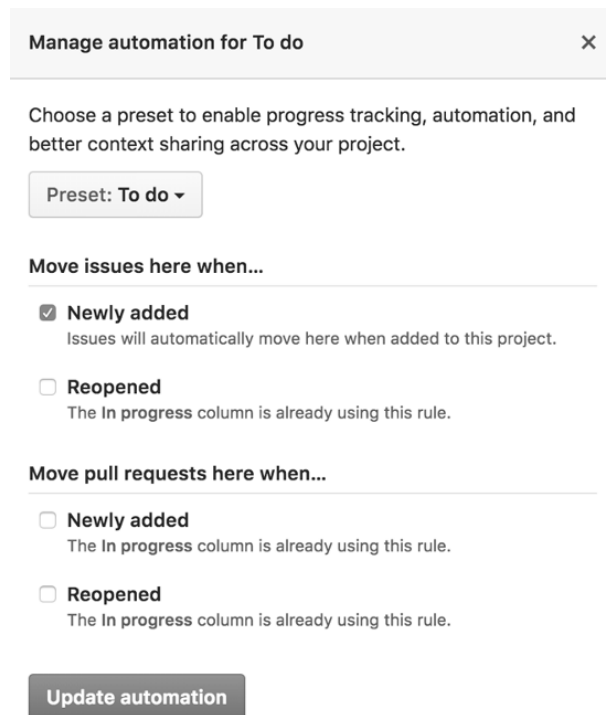 Manage automation for To do
Choose a preset to enable progress tracking, automation, and
better context sharing across your project.
Preset: To do
Move issues here when...
Newly added
Issues will automatically move here when added to this project.
Reopened
The In progress column is already using this rule.
Move pull requests here when...
Newly added
The In progress column is already using this rule.
Reopened
The In progress column is already using this rule.
Update automation